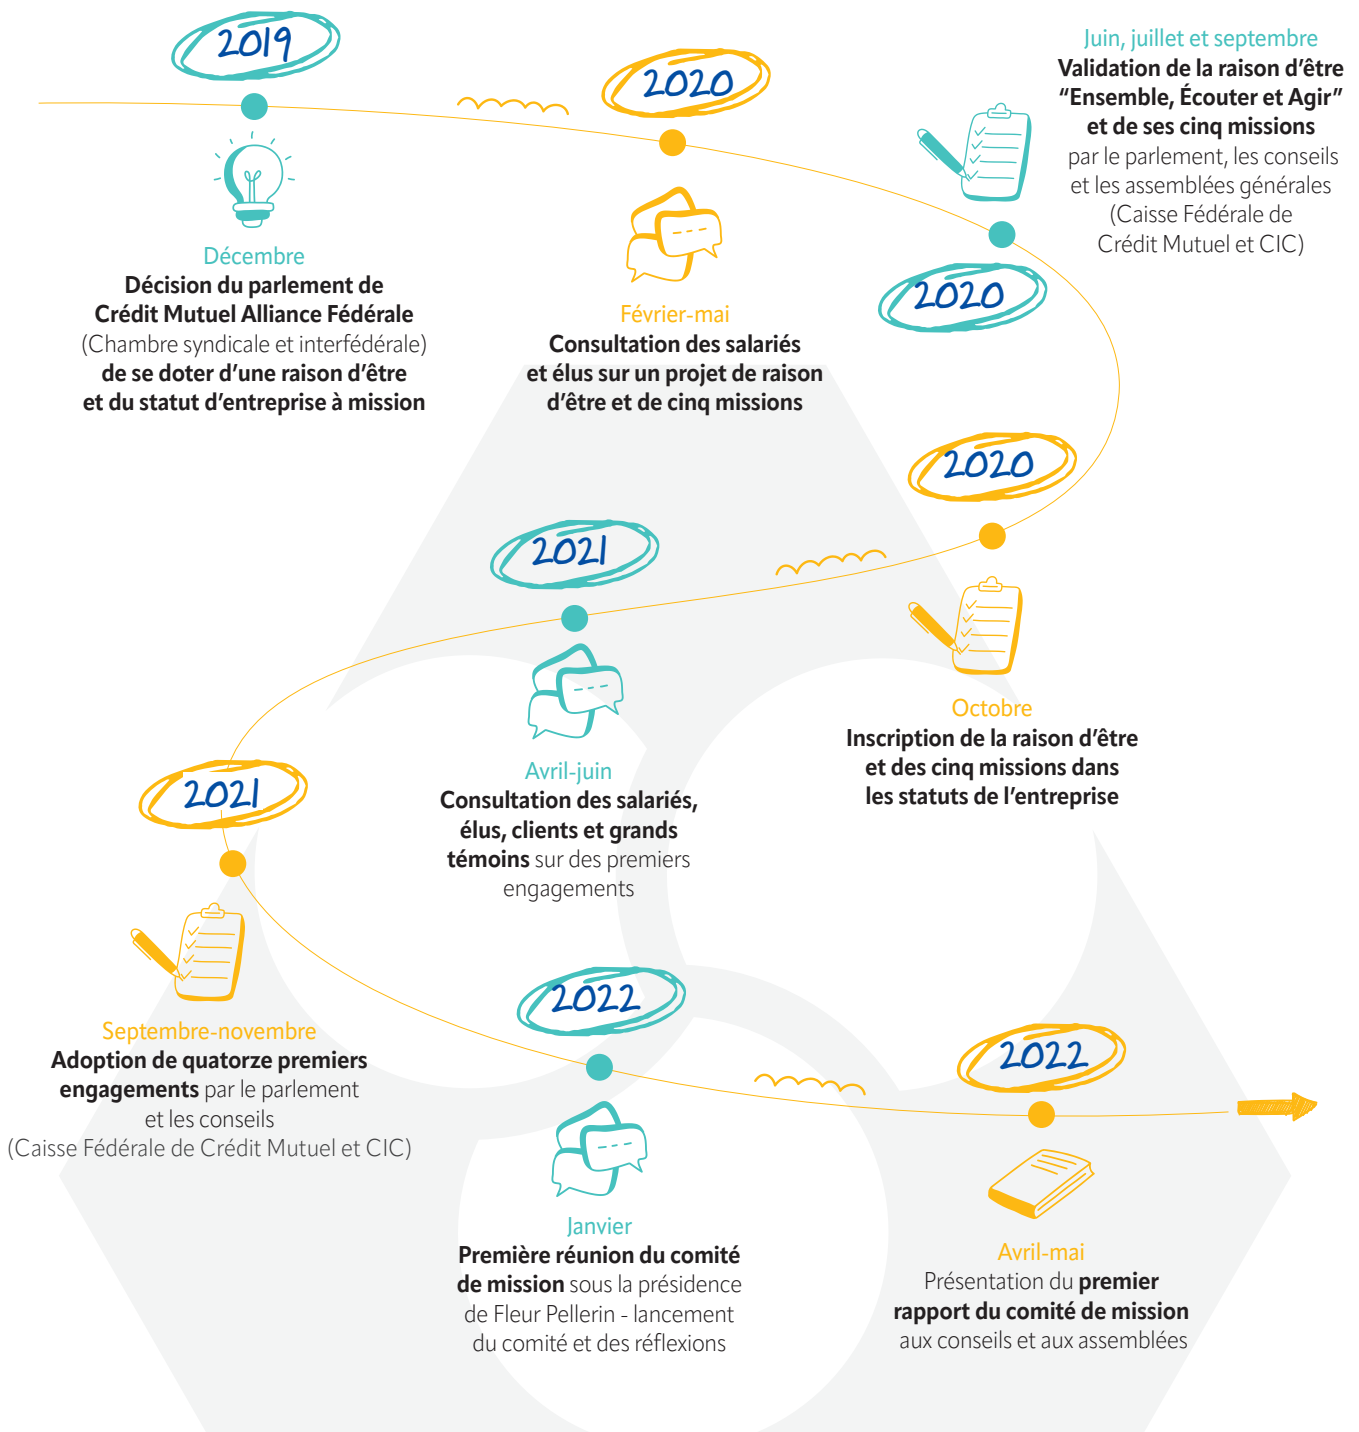 2019
Décembre
Décision du parlement de
Crédit Mutuel Alliance Fédérale
(Chambre syndicale et interfédérale)
de se doter d’une raison d’être
et du statut d’entreprise à mission
2020
Février-mai
Consultation des salariés
et élus sur un projet de raison
d’être et de cinq missions
Juin, juillet et septembre
Validation de la raison d’être
“Ensemble, Écouter et Agir”
et de ses cinq missions
par le parlement, les conseils
et les assemblées générales
(Caisse Fédérale de
Crédit Mutuel et CIC)
2020
2020
Octobre
Inscription de la raison d’être
et des cinq missions dans
les statuts de l’entreprise
2021
Avril-juin
Consultation des salariés,
élus, clients et grands
témoins sur des premiers
engagements
2021
Septembre-novembre
Adoption de quatorze premiers
engagements par le parlement
et les conseils
(Caisse Fédérale de Crédit Mutuel et CIC)
2022
Janvier
Première réunion du comité
de mission sous la présidence
de Fleur Pellerin - lancement
du comité et des réflexions
2022
Avril-mai
Présentation du premier
rapport du comité de mission
aux conseils et aux assemblées